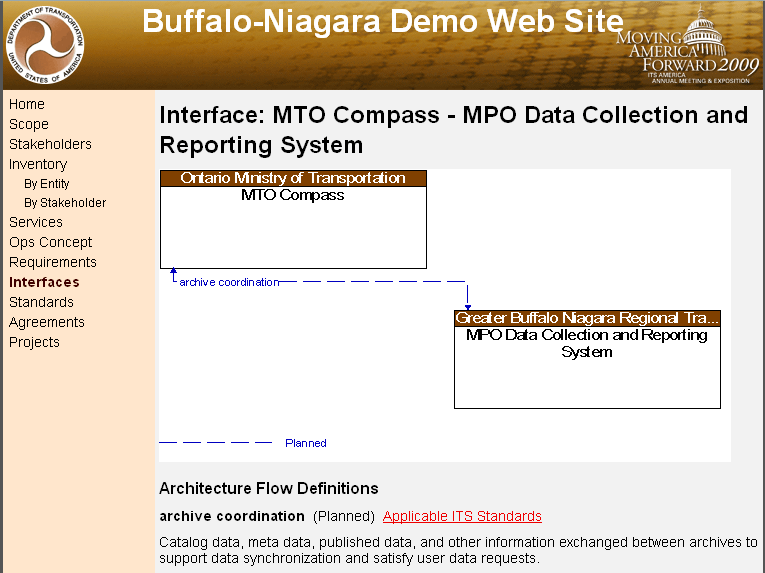 DEPARTMENT OF TRANSPORTATION
UNITED STATES OF AMERICA
Buffalo-Niagara Demo Web Site
MOVING
AMERICA
FORWARD 2009
ITS AMERICA
ANNUAL MEETING & EXPOSITION
Home
Scope
Stakeholders
Inventory
By Entity
By Stakeholder
Services
Ops Concept
Requirements
Interfaces
Standards
Agreements
Projects
Interface: MTO Compass - MPO Data Collection and
Reporting System
Ontario Ministry of Transportation
MTO Compass
archive coordination
Greater Buffalo Niagara Regional Tra...
MPO Data Collection and Reporting
System
Planned
Architecture Flow Definitions
archive coordination (Planned) Applicable ITS Standards
Catalog data, meta data, published data, and other information exchanged between archives to
support data synchronization and satisfy user data requests.